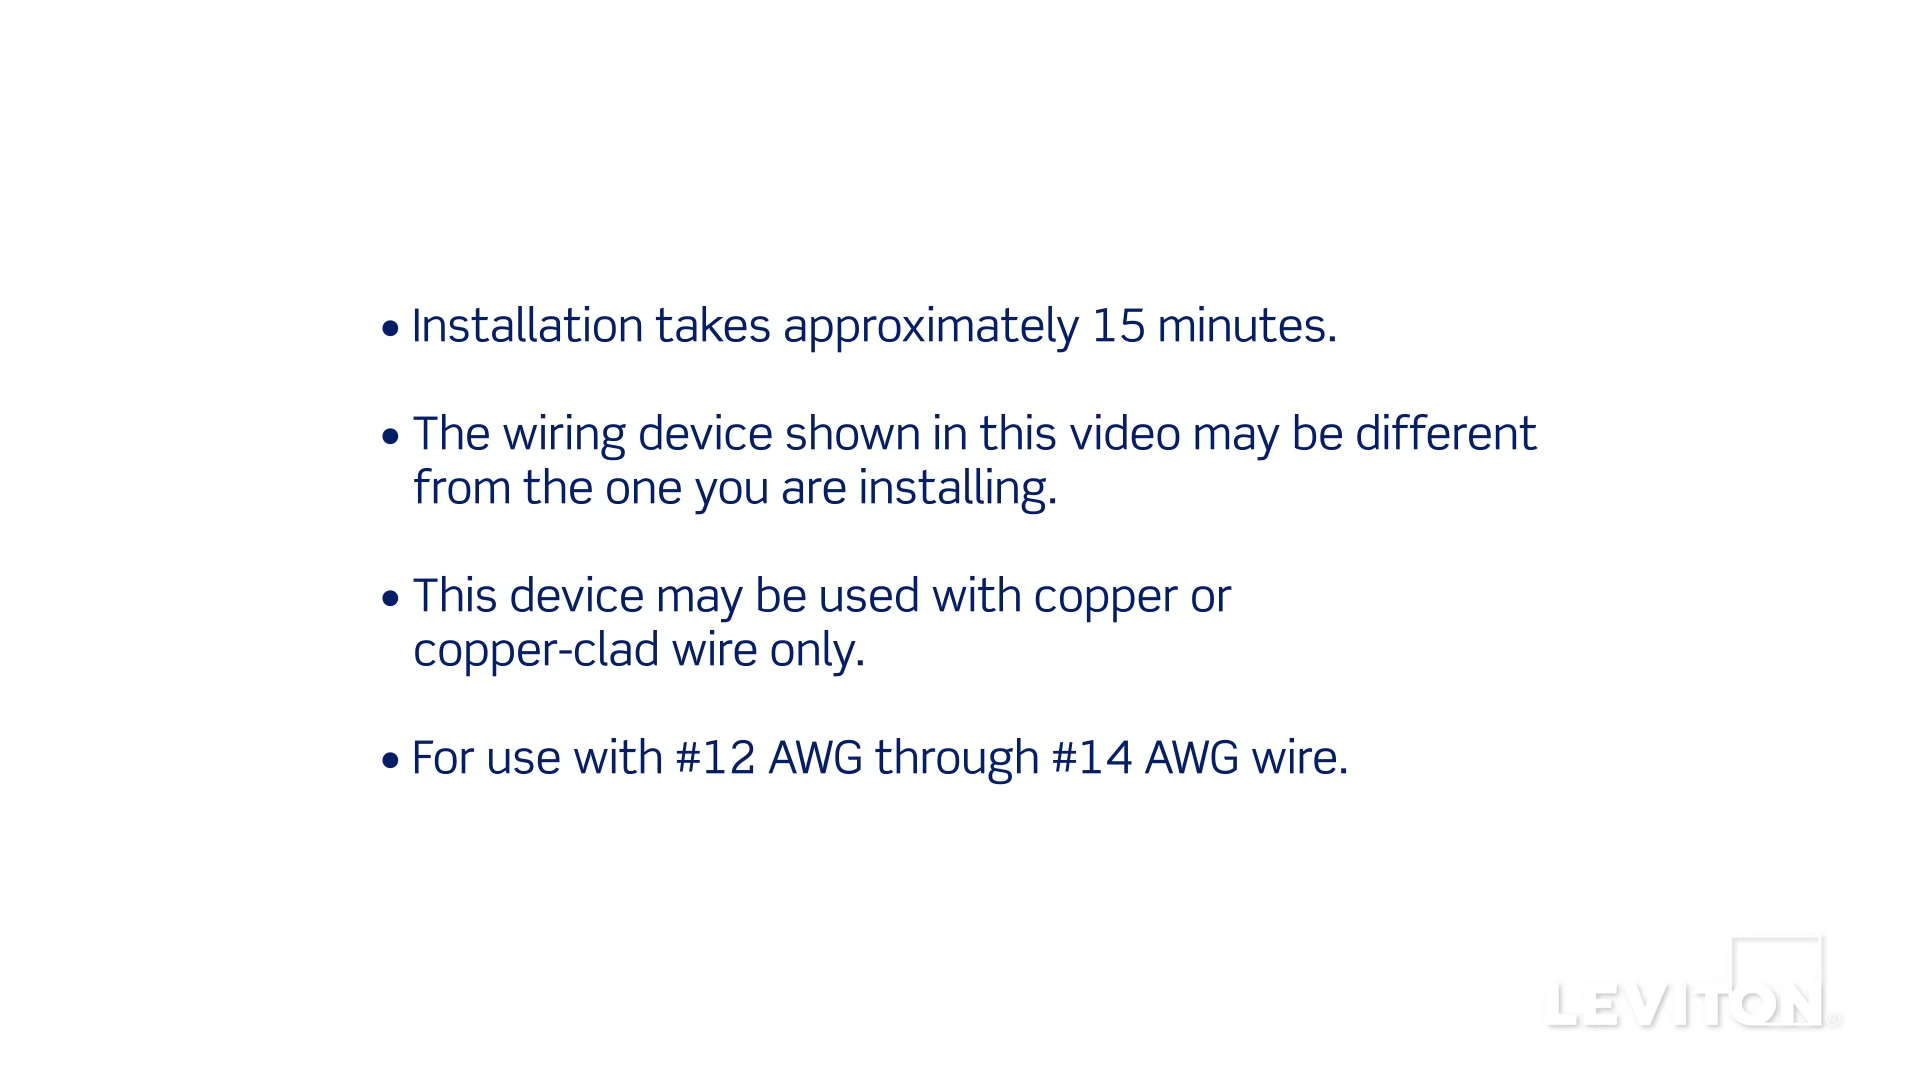 • Installation takes approximately 15 minutes.
• The wiring device shown in this video may be different
from the one you are installing.
• This device may be used with copper or
copper-clad wire only.
• For use with #12 AWG through #14 AWG wire.
LEVITON®